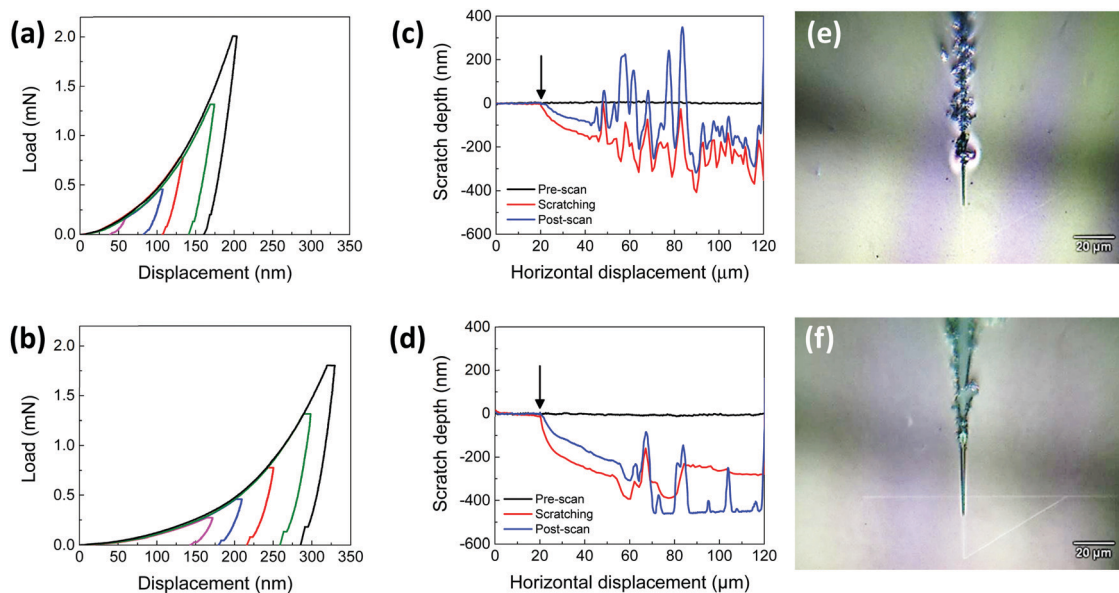 (a)
2.0
1.5
1.0
0.5
0.0
Load (mN)
0 50 100 150 200 250 300 350
Displacement (nm)
(c)
400
200
0
-200
-400
-600
Scratch depth (nm)
Pre-scan
Scratching
Post-scan
0 20 40 60 80 100 120
Horizontal displacement (μm)
(e)
20 μm
(b)
2.0
1.5
1.0
0.5
0.0
Load (mN)
0 50 100 150 200 250 300 350
Displacement (nm)
(d)
400
200
0
-200
-400
-600
Scratch depth (nm)
Pre-scan
Scratching
Post-scan
0 20 40 60 80 100 120
Horizontal displacement (μm)
(f)
20 μm